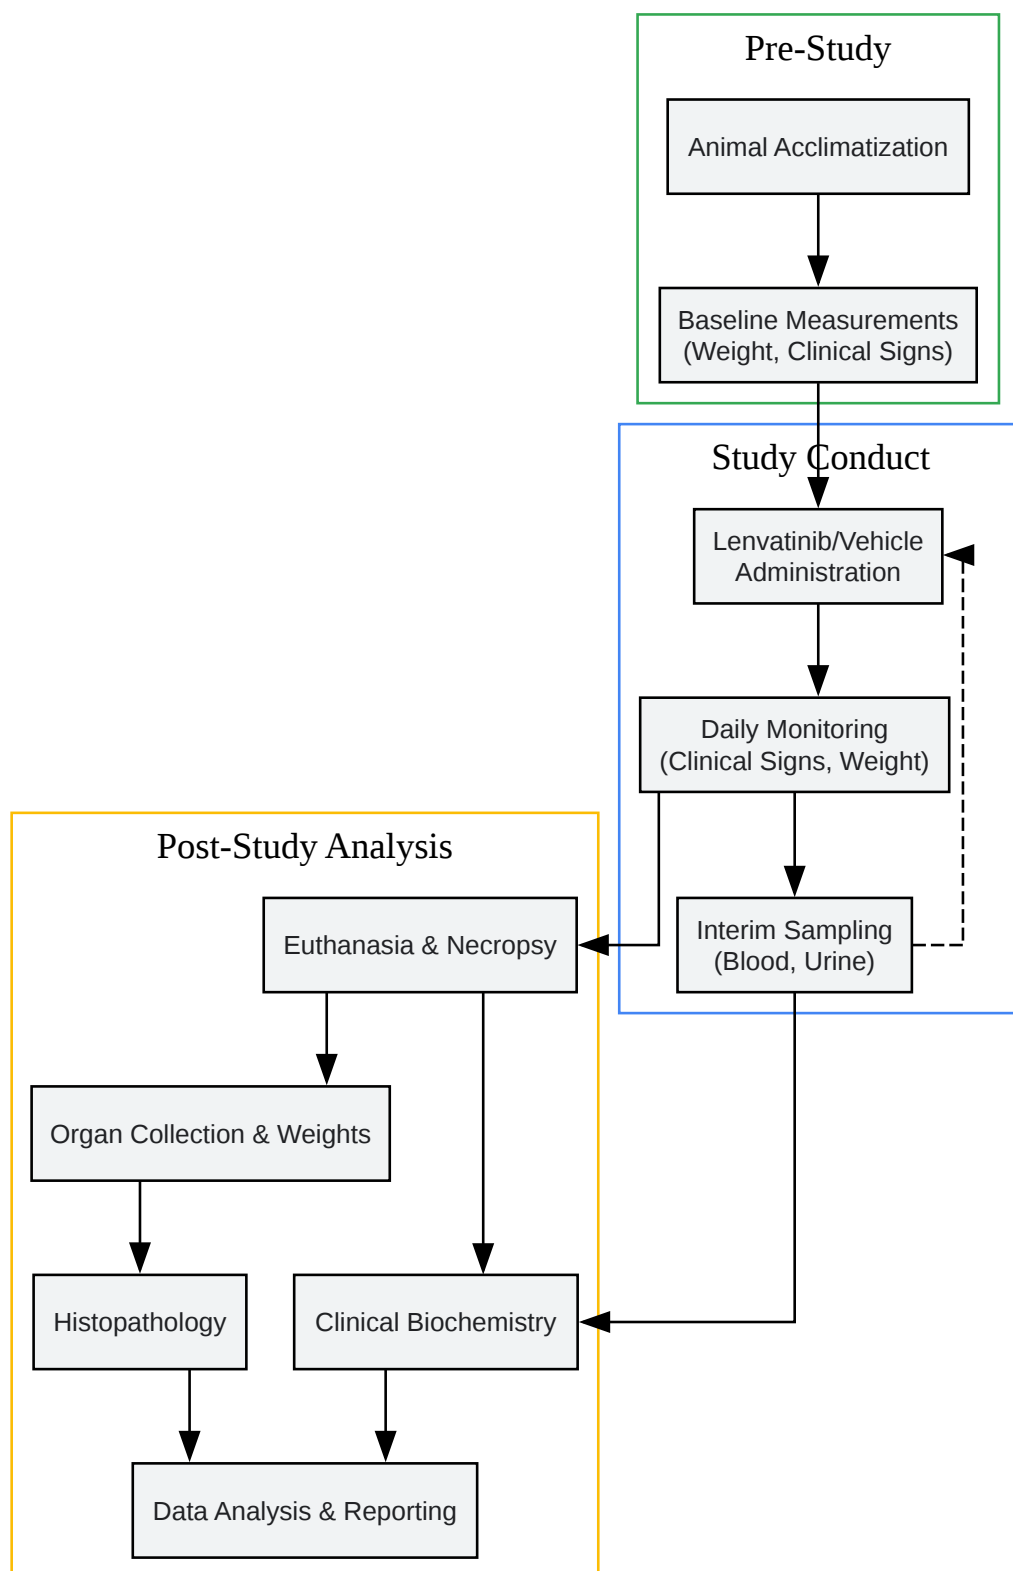 Pre-Study
Animal Acclimatization
Baseline Measurements
(Weight, Clinical Signs)
Study Conduct
Lenvatinib/Vehicle
Administration
Daily Monitoring
(Clinical Signs, Weight)
Interim Sampling
(Blood, Urine)
Post-Study Analysis
Euthanasia & Necropsy
Organ Collection & Weights
Histopathology
Clinical Biochemistry
Data Analysis & Reporting